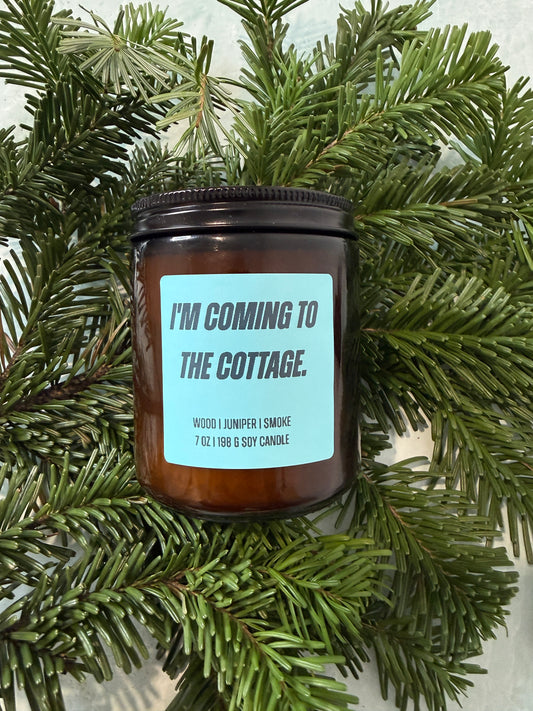 I'M COMING TO
THE COTTAGE.
WOOD | JUNIPER | SMOKE
7 OZ | 198 G SOY CANDLE